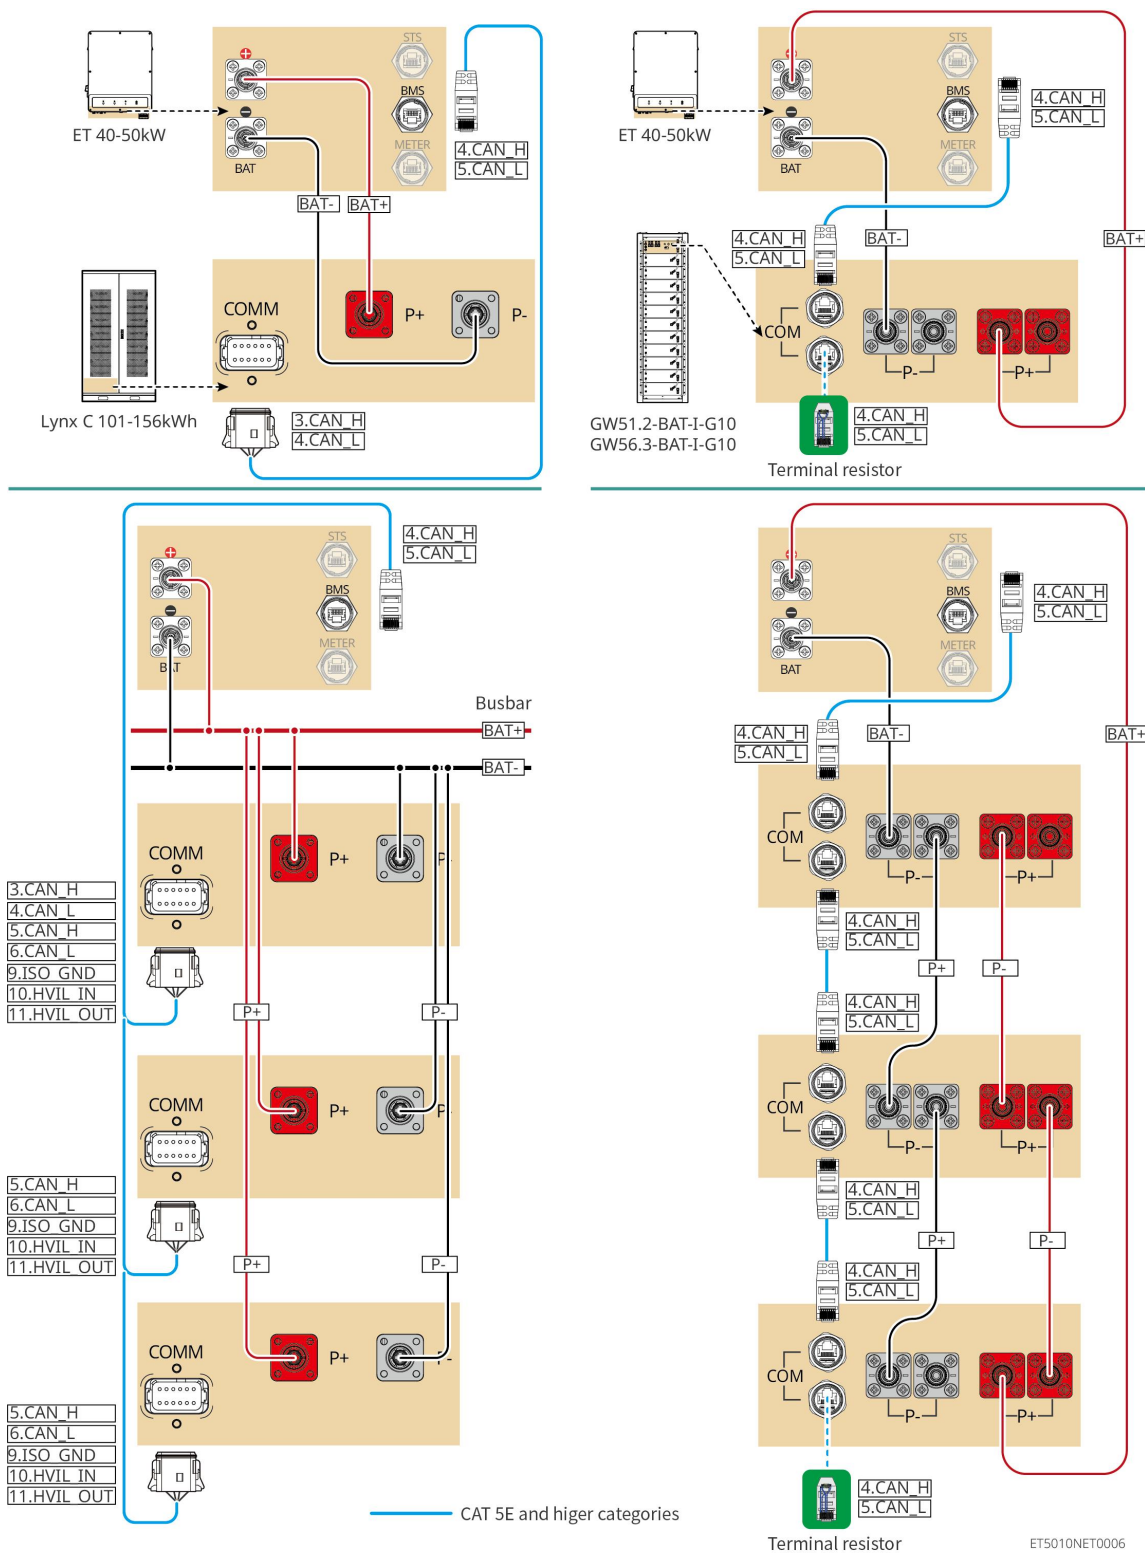 STS
BMS
METER
BAT
ET 40-50kW
4.CAN_H
5.CAN_L
BAT-
BAT+
COMM
P+
P-
Lynx C 101-156kWh
3.CAN_H
4.CAN_L
STS
BMS
METER
BAT
ET 40-50kW
4.CAN_H
5.CAN_L
4.CAN_H
5.CAN_L
BAT-
BAT+
COM
P-
P+
GW51.2-BAT-I-G10
GW56.3-BAT-I-G10
4.CAN_H
5.CAN_L
Terminal resistor
4.CAN_H
5.CAN_L
STS
BMS
METER
BAT
Busbar
BAT+
BAT-
COMM
P+
P-
3.CAN_H
4.CAN_L
5.CAN_H
6.CAN_L
9.ISO_GND
10.HVIL_IN
11.HVIL_OUT
P+
P-
COMM
P+
P-
5.CAN_H
6.CAN_L
9.ISO_GND
10.HVIL_IN
11.HVIL_OUT
P+
P-
COMM
P+
P-
5.CAN_H
6.CAN_L
9.ISO_GND
10.HVIL_IN
11.HVIL_OUT
CAT 5E and higer categories
STS
BMS
METER
BAT
4.CAN_H
5.CAN_L
4.CAN_H
5.CAN_L
BAT-
BAT+
COM
P-
P+
4.CAN_H
5.CAN_L
P+
P-
4.CAN_H
5.CAN_L
COM
P-
P+
4.CAN_H
5.CAN_L
P+
P-
4.CAN_H
5.CAN_L
COM
P-
P+
4.CAN_H
5.CAN_L
Terminal resistor
ET5010NET0006